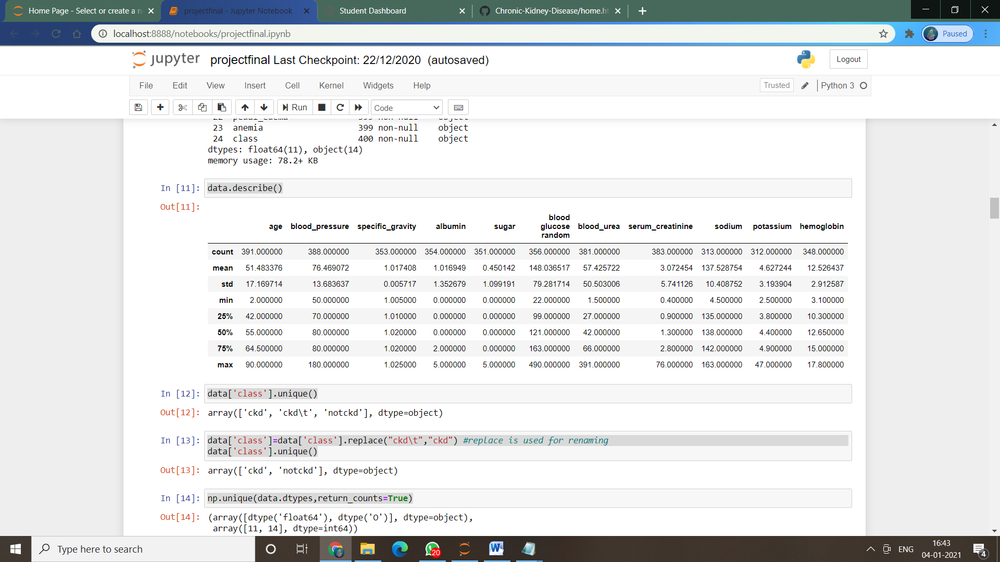 Home Page - Select or create a n
projectfinal - Jupyter Notebook
Student Dashboard
Chronic-Kidney-Disease/home.ht
localhost:8888/notebooks/projectfinal.ipynb
Paused
jupyter projectfinal Last Checkpoint: 22/12/2020 (autosaved)
Logout
File Edit View Insert Cell Kernel Widgets Help
Trusted Python 3
Run Code
22 pedal_edema 399 non-null object
23 anemia 399 non-null object
24 class 400 non-null object
dtypes: float64(11), object(14)
memory usage: 78.2+ KB
In [11]: data.describe()
Out[11]:
age blood_pressure specific_gravity albumin sugar blood glucose random blood_urea serum_creatinine sodium potassium hemoglobin
count 391.000000 388.000000 353.000000 354.000000 351.000000 356.000000 381.000000 383.000000 313.000000 312.000000 348.000000
mean 51.483376 76.469072 1.017408 1.016949 0.450142 148.036517 57.425722 3.072454 137.528754 4.627244 12.526437
std 17.169714 13.683637 0.005717 1.352679 1.099191 79.281714 50.503006 5.741126 10.408752 3.193904 2.912587
min 2.000000 50.000000 1.005000 0.000000 0.000000 22.000000 1.500000 0.400000 4.500000 2.500000 3.100000
25% 42.000000 70.000000 1.010000 0.000000 0.000000 99.000000 27.000000 0.900000 135.000000 3.800000 10.300000
50% 55.000000 80.000000 1.020000 0.000000 0.000000 121.000000 42.000000 1.300000 138.000000 4.400000 12.650000
75% 64.500000 80.000000 1.020000 2.000000 0.000000 163.000000 66.000000 2.800000 142.000000 4.900000 15.000000
max 90.000000 180.000000 1.025000 5.000000 5.000000 490.000000 391.000000 76.000000 163.000000 47.000000 17.800000
In [12]: data['class'].unique()
Out[12]: array(['ckd', 'ckd\t', 'notckd'], dtype=object)
In [13]: data['class']=data['class'].replace("ckd\t","ckd") #replace is used for renaming
data['class'].unique()
Out[13]: array(['ckd', 'notckd'], dtype=object)
In [14]: np.unique(data.dtypes,return_counts=True)
Out[14]: (array([dtype('float64'), dtype('O')], dtype=object),
array([11, 14], dtype=int64))
Type here to search
20
ENG
16:43
04-01-2021
4